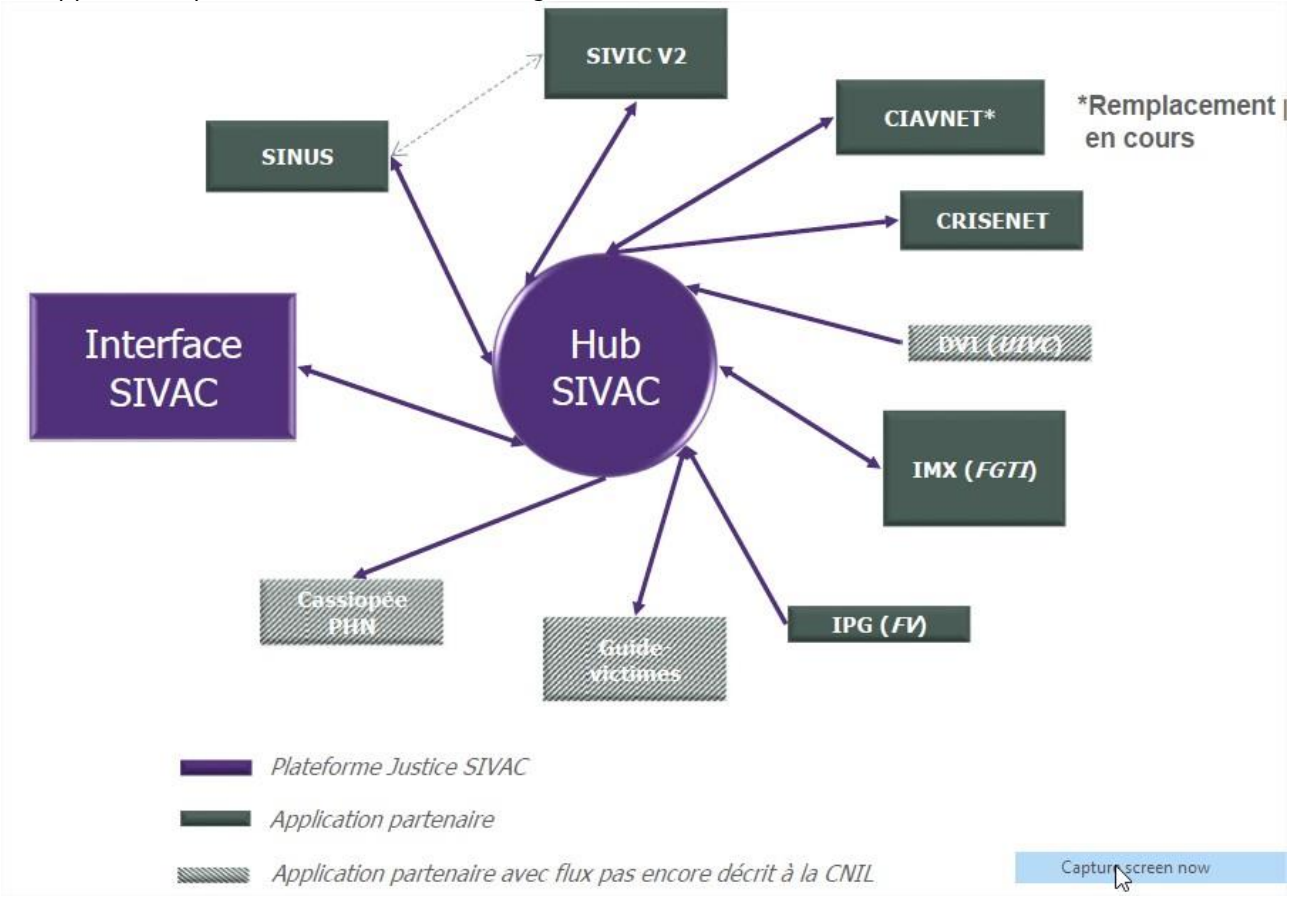 SIVIC V2
CIAVNET*
*Remplacement
en cours
SINUS
CRISENET
Interface
SIVAC
Hub
SIVAC
DVI (UIVC)
IMX (FGTI)
Cassiopée
PHN
Guide-
victimes
IPG (FV)
Plateforme Justice SIVAC
Application partenaire
Application partenaire avec flux pas encore décrit à la CNIL
Capture screen now